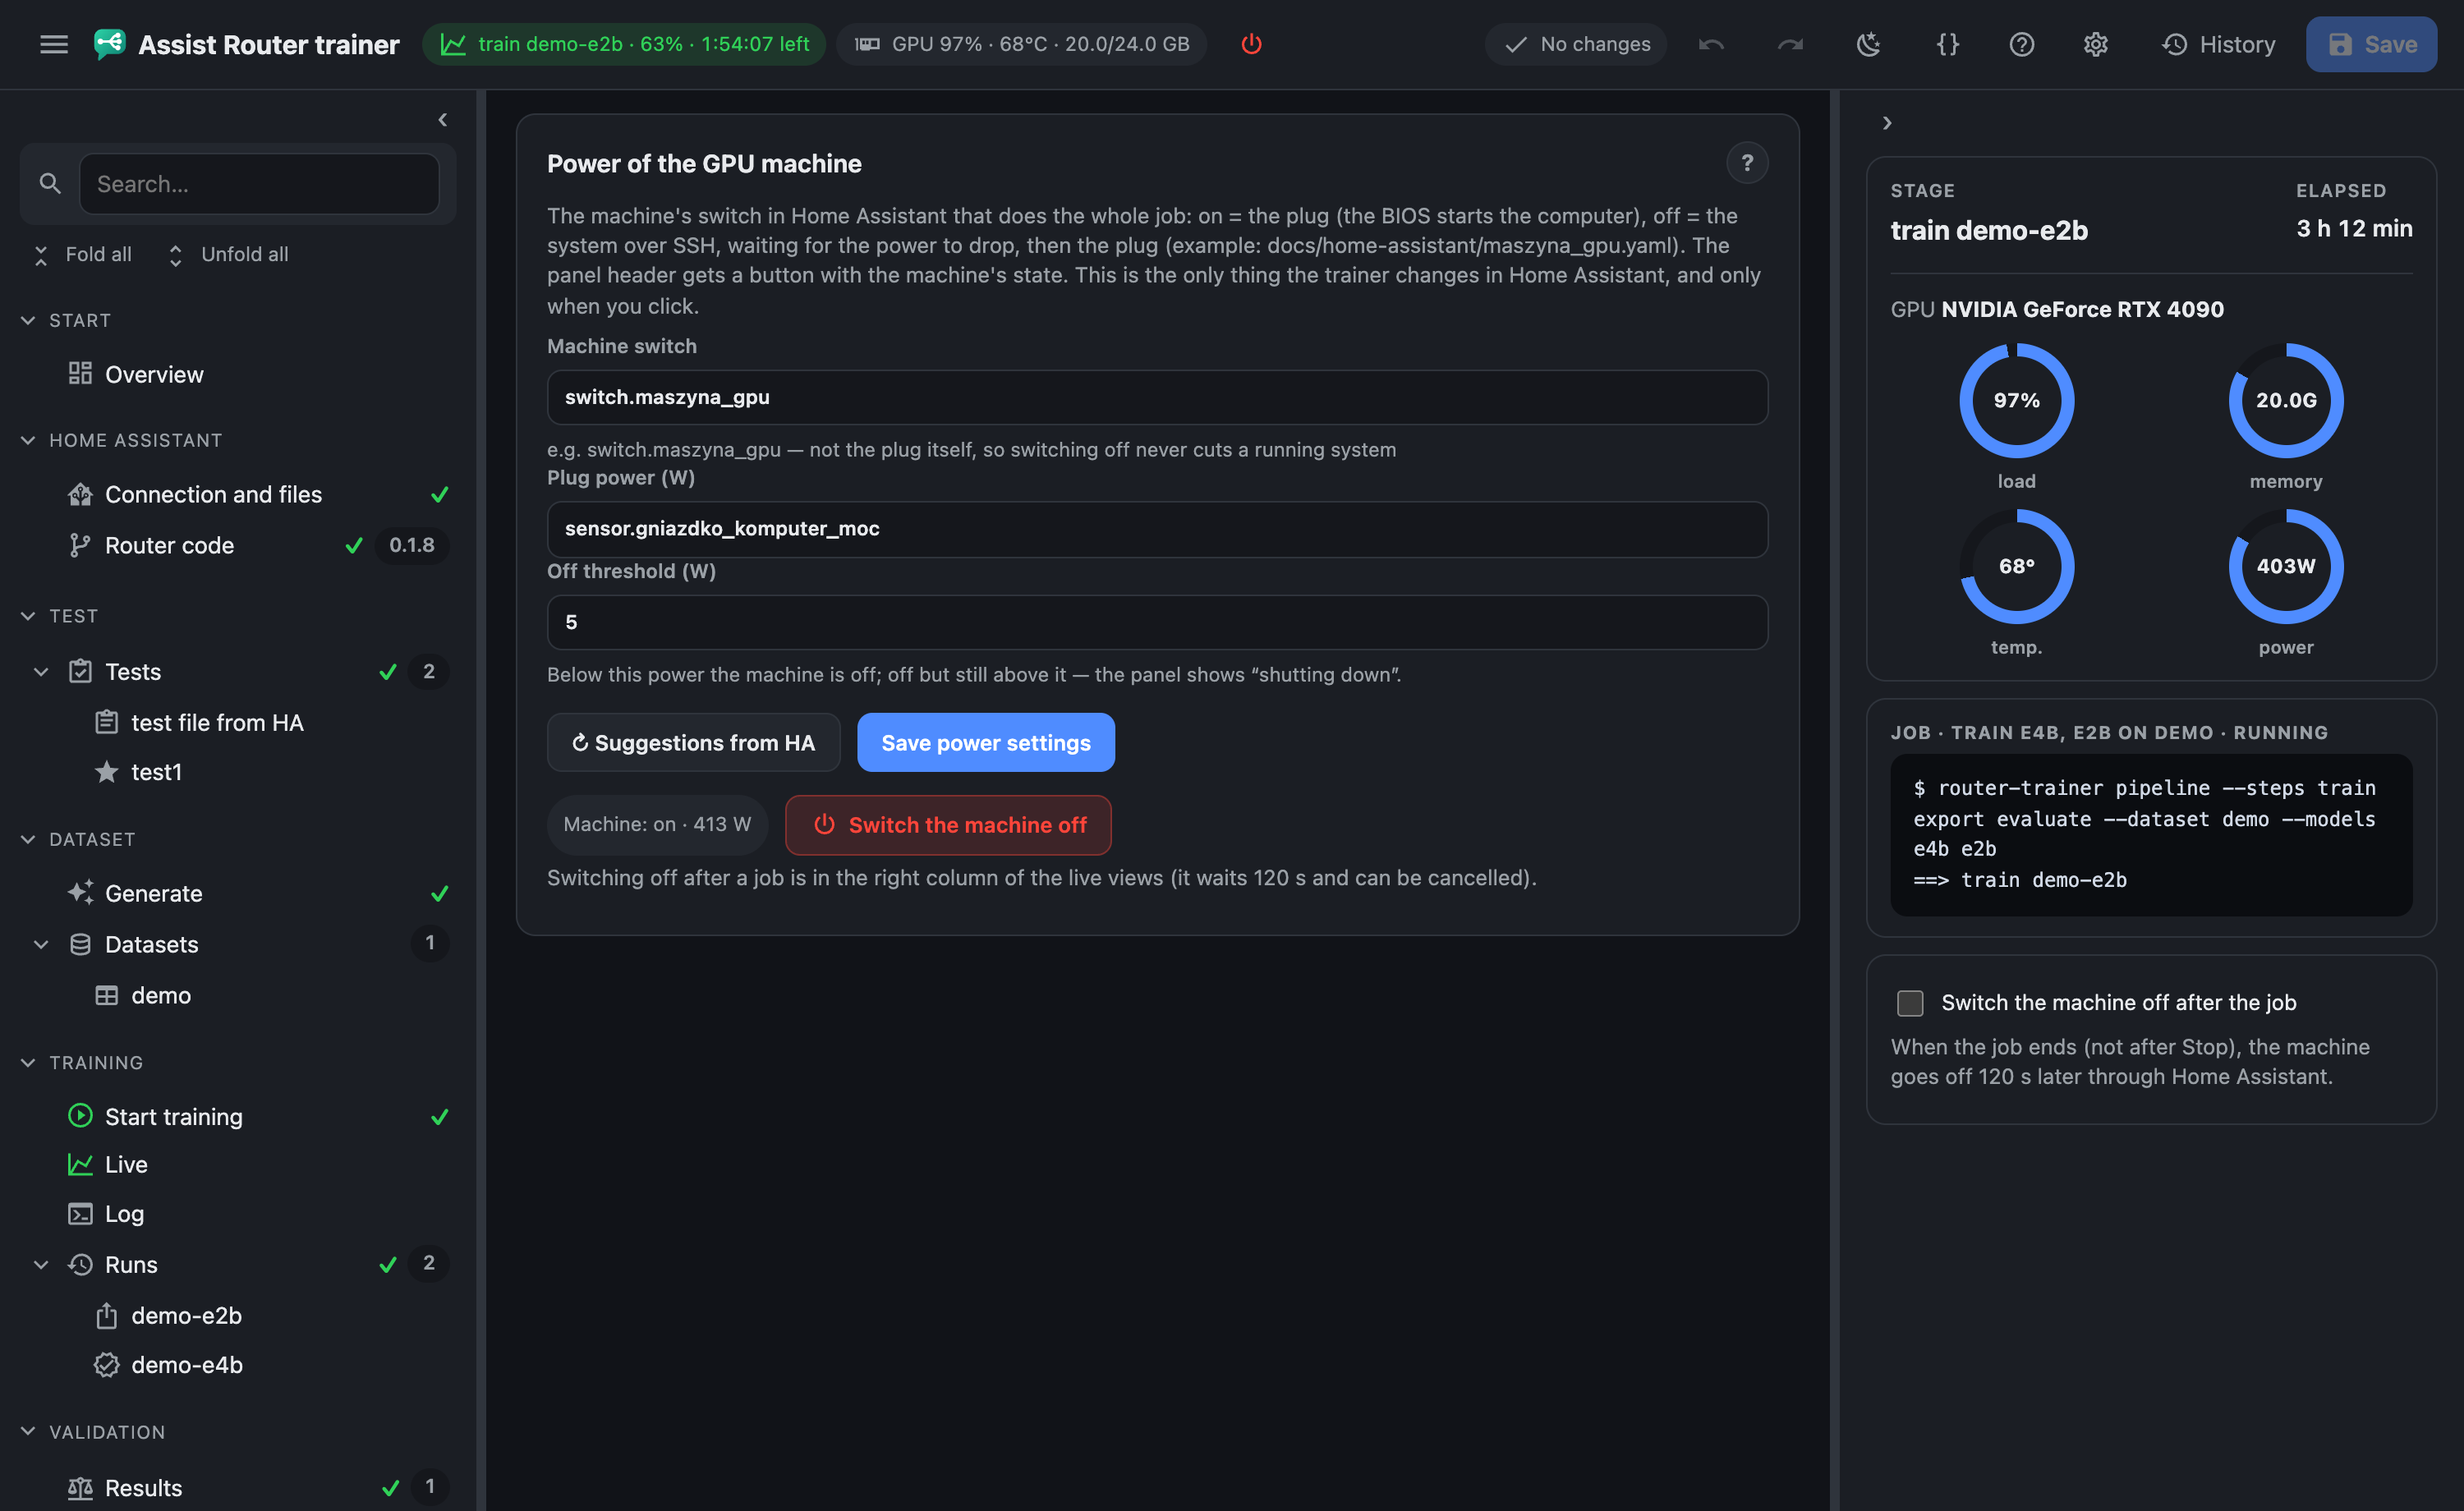 Assist Router trainer
train demo-e2b · 63% · 1:54:07 left
GPU 97% · 68°C · 20.0/24.0 GB
No changes
{}
History
Save
Search...
Fold all
Unfold all
START
Overview
HOME ASSISTANT
Connection and files
Router code
0.1.8
TEST
Tests
2
test file from HA
test1
DATASET
Generate
Datasets
1
demo
TRAINING
Start training
Live
Log
Runs
2
demo-e2b
demo-e4b
VALIDATION
Results
1
Power of the GPU machine
?
The machine's switch in Home Assistant that does the whole job: on = the plug (the BIOS starts the computer), off = the
system over SSH, waiting for the power to drop, then the plug (example: docs/home-assistant/maszyna_gpu.yaml). The
panel header gets a button with the machine's state. This is the only thing the trainer changes in Home Assistant, and only
when you click.
Machine switch
switch.maszyna_gpu
e.g. switch.maszyna_gpu — not the plug itself, so switching off never cuts a running system
Plug power (W)
sensor.gniazdko_komputer_moc
Off threshold (W)
5
Below this power the machine is off; off but still above it — the panel shows “shutting down”.
Suggestions from HA
Save power settings
Machine: on · 413 W
Switch the machine off
Switching off after a job is in the right column of the live views (it waits 120 s and can be cancelled).
STAGE
ELAPSED
train demo-e2b
3 h 12 min
GPU NVIDIA GeForce RTX 4090
97%
20.0G
load
memory
68°
403W
temp.
power
JOB · TRAIN E4B, E2B ON DEMO · RUNNING
$ router-trainer pipeline --steps train
export evaluate --dataset demo --models
e4b e2b
==> train demo-e2b
Switch the machine off after the job
When the job ends (not after Stop), the machine
goes off 120 s later through Home Assistant.